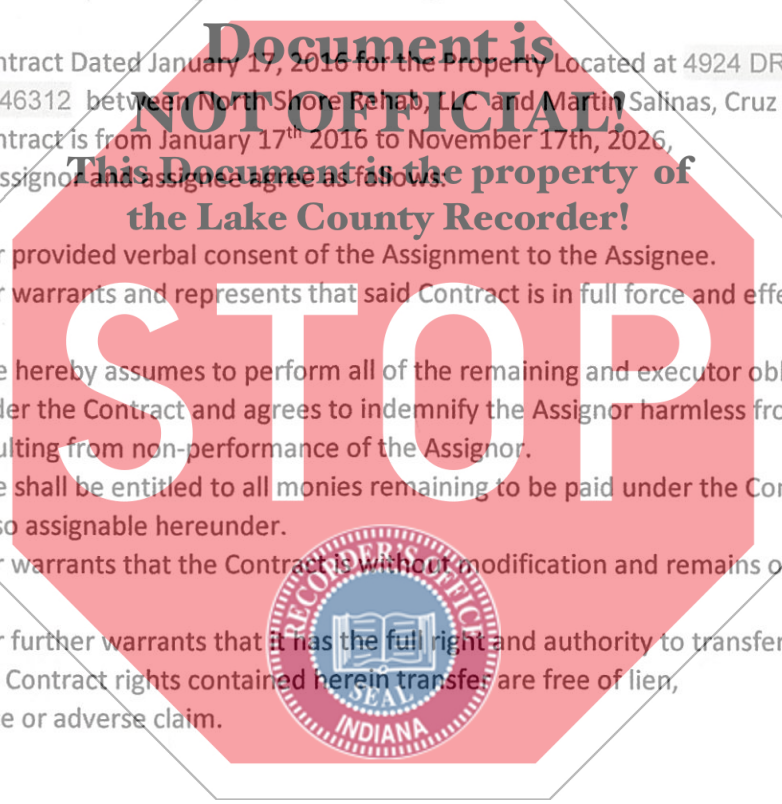 Document is
ntract Dated January 17, 2016 for the Property Located at 4924 DR
46312 between North Shore Rehab, LLC and Martin Salinas, Cruz
NOT OFFICIAL!
ntract is from January 17th 2016 to November 17th, 2026,
This Document is the property of
ssignor and assignee agree as follows:
the Lake County Recorder!
r provided verbal consent of the Assignment to the Assignee.
r warrants and represents that said Contract is in full force and effe
STOP
e hereby assumes to perform all of the remaining and executor obl
der the Contract and agrees to indemnify the Assignor harmless fro
ulting from non-performance of the Assignor.
e shall be entitled to all monies remaining to be paid under the Con
so assignable hereunder.
r warrants that the Contract is without modification and remains o
RECORDER'S OFFICE
r further warrants that it has the full right and authority to transfer
Contract rights contained herein transfer are free of lien,
SEAL
e or adverse claim.
INDIANA